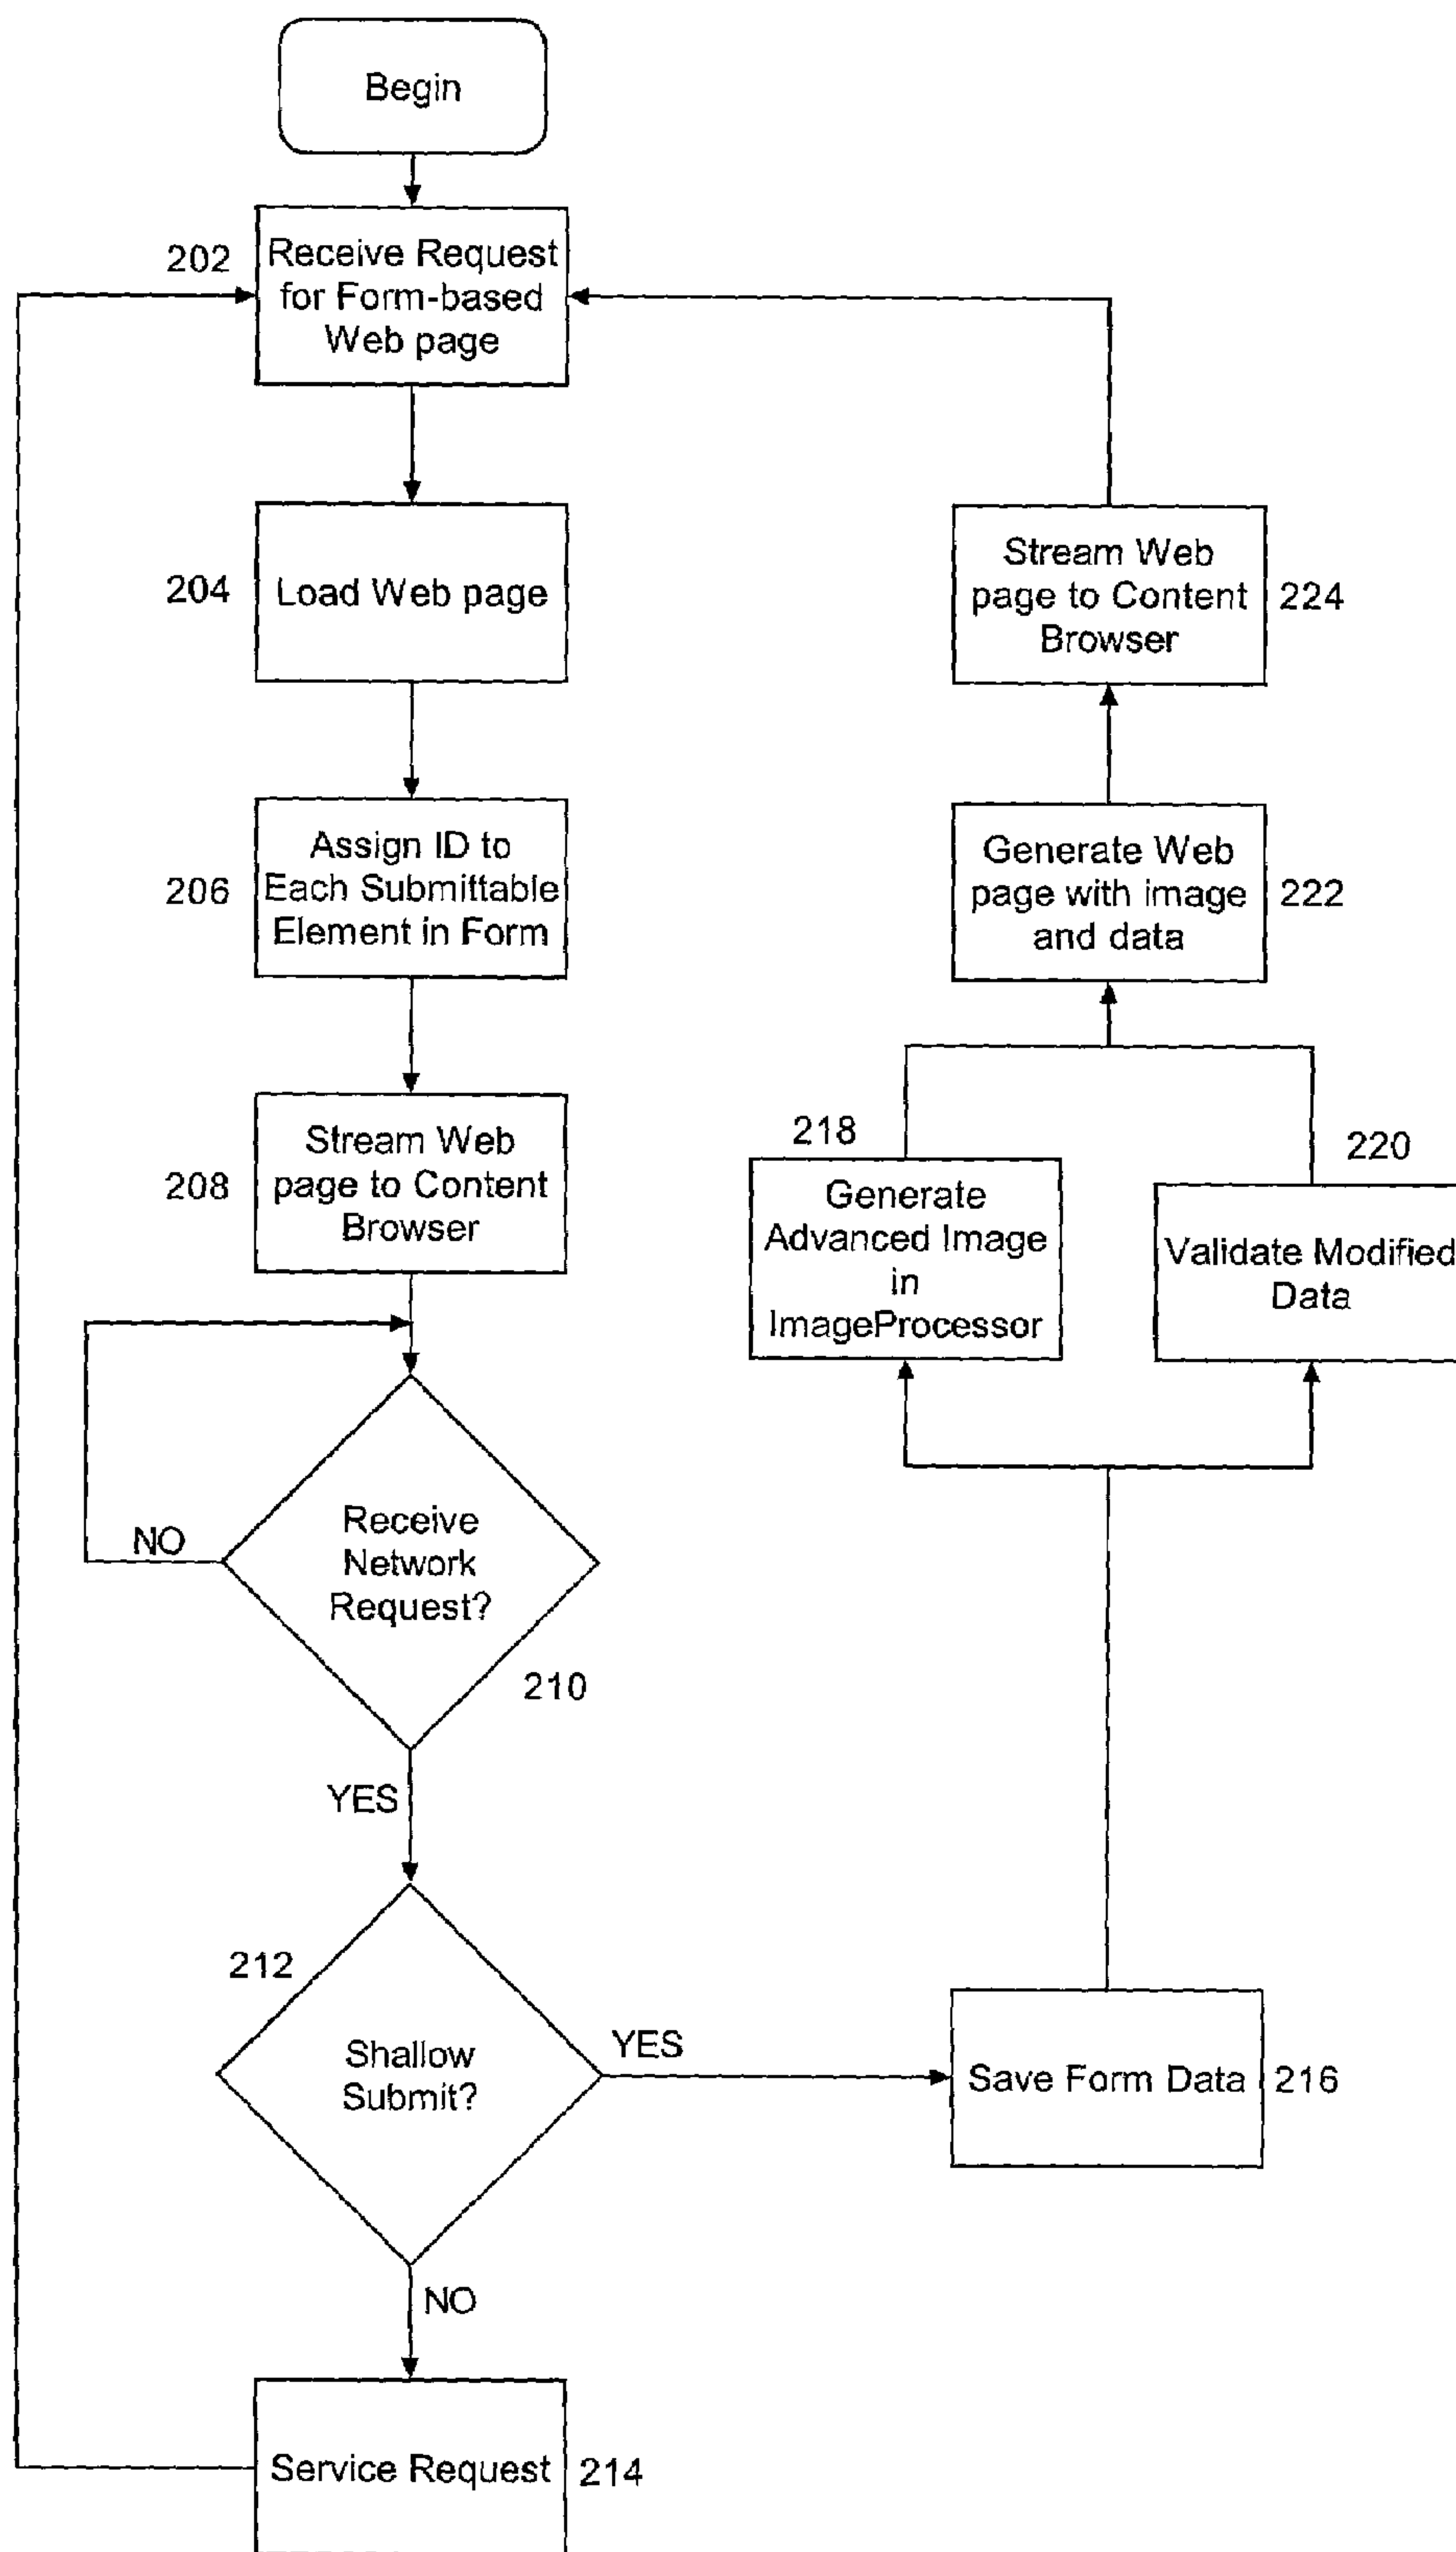 Begin
202
Receive Request
for Form-based
Web page
204
Load Web page
206
Assign ID to
Each Submittable
Element in Form
208
Stream Web
page to Content
Browser
NO
Receive
Network
Request?
210
YES
212
Shallow
Submit?
YES
NO
Service Request
214
Save Form Data
216
218
Generate
Advanced Image
in
ImageProcessor
220
Validate Modified
Data
Generate Web
page with image
and data
222
Stream Web
page to Content
Browser
224